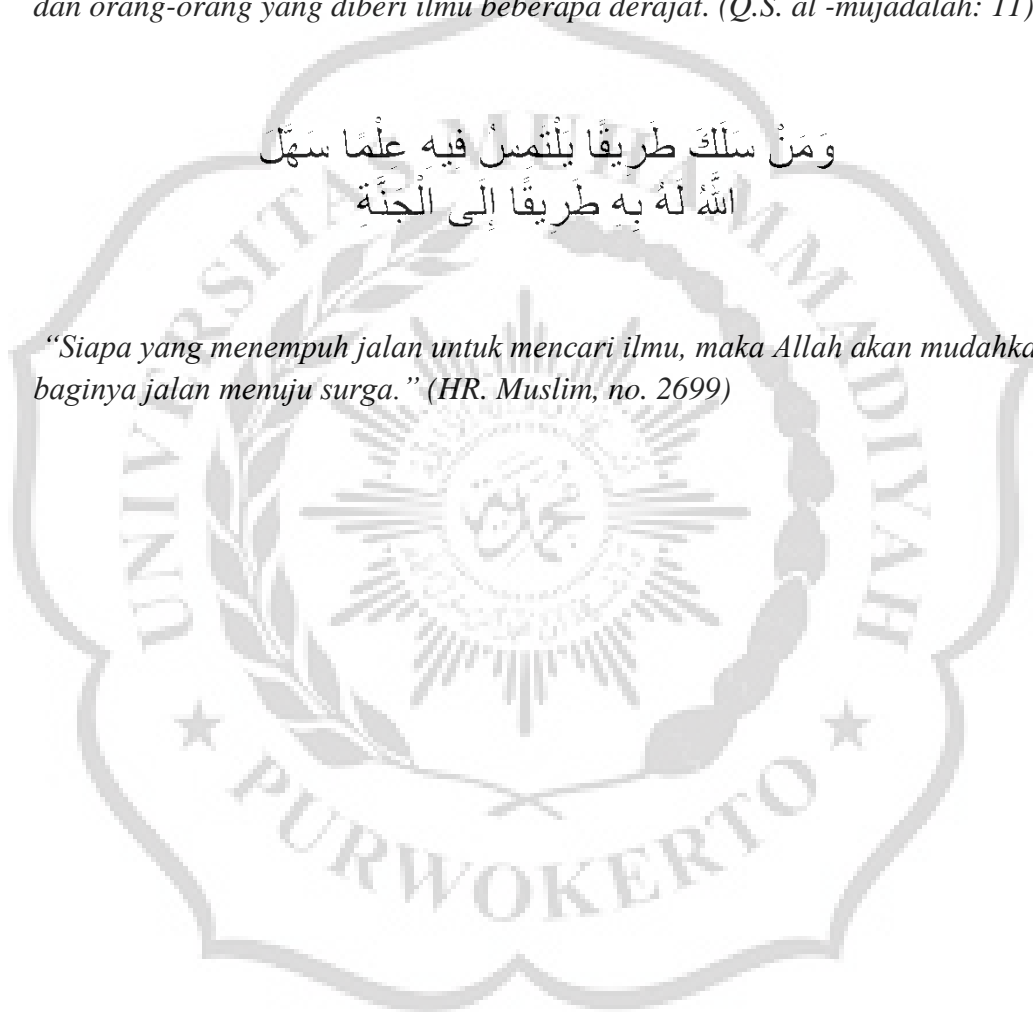 dan orang-orang yang diberi ilmu beberapa derajat. (Q.S. al -mujadalah: 11)
وَمَنْ سَلَكَ طَرِيقًا يَلْتَمِسُ فِيهِ عِلْمًا سَهَّلَ
اللَّهُ لَهُ بِهِ طَرِيقًا إِلَى الْجَنَّةِ
“Siapa yang menempuh jalan untuk mencari ilmu, maka Allah akan mudahka
baginya jalan menuju surga.” (HR. Muslim, no. 2699)
UNIVERSITAS MUHAMMADIYAH
PURWOKERTO